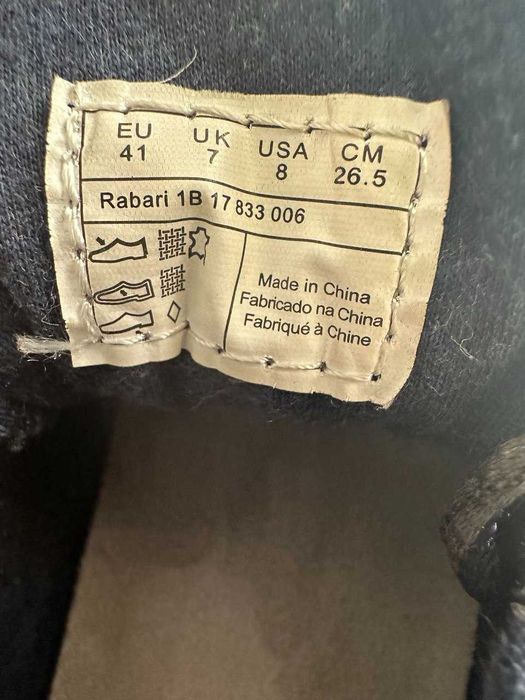 EU UK USA CM
41 7 8 26.5
Rabari 1B 17 833 006
Made in China
Fabricado na China
Fabriqué à Chine